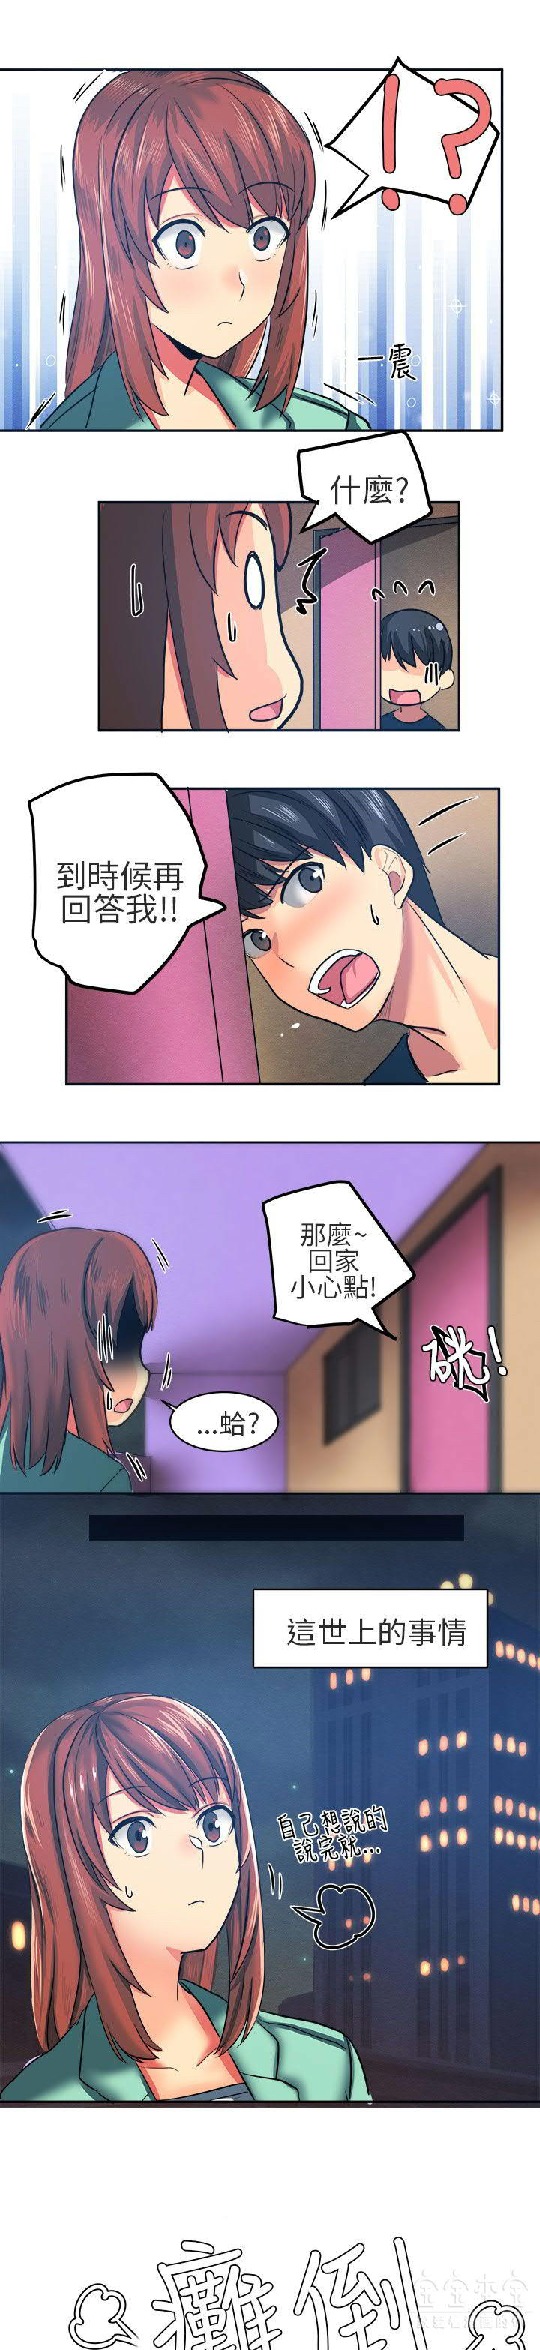 !?
一震
什麼?
到時候再
回答我!!
那麼~
回家
小心點!
...蛤?
這世上的事情
自己想說的
說完就...
癱倒